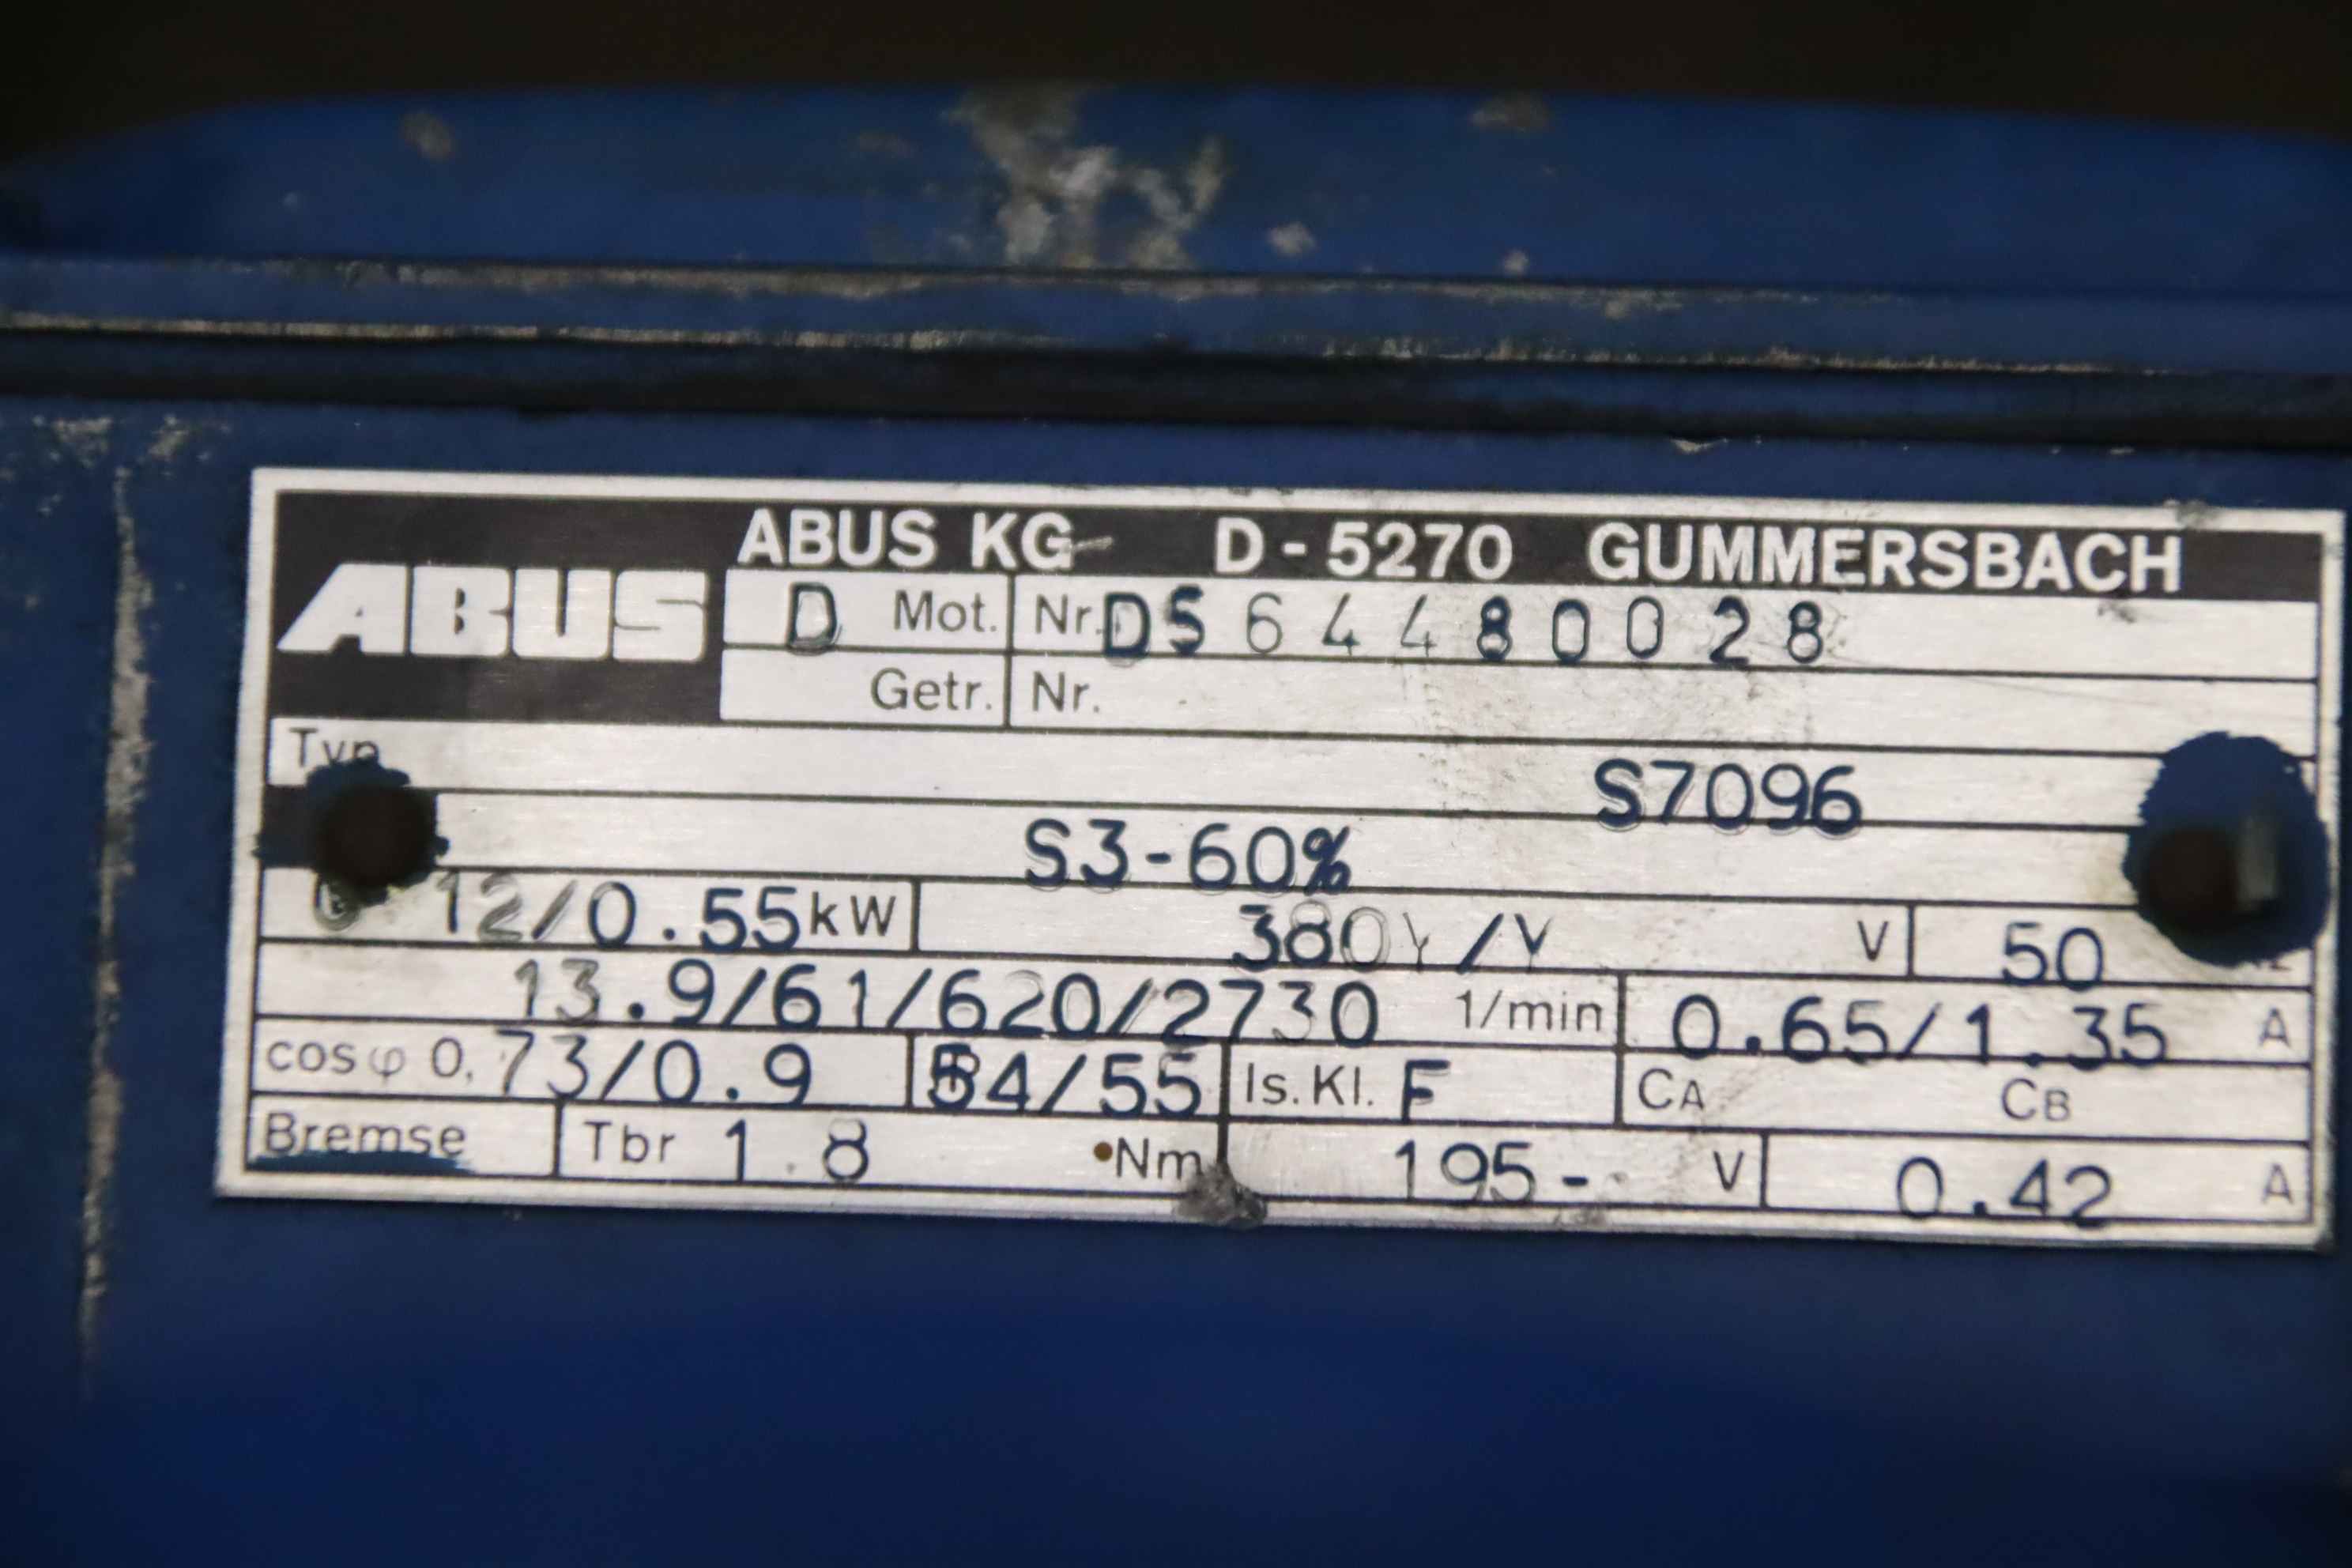 ABUS KG D-5270 GUMMERSBACH
ABUS D Mot. Nr. DS 64480028
Getr. Nr.
Typ
S7096
S3-60%
12/0.55 kW 380Y/Y V 50
13.9/61/620/2730 1/min 0.65/1.35 A
cos φ 0,73/0.9 54/55 Is.Kl. F CA CB
Bremse Tbr 1.8 Nm 195- V 0.42 A